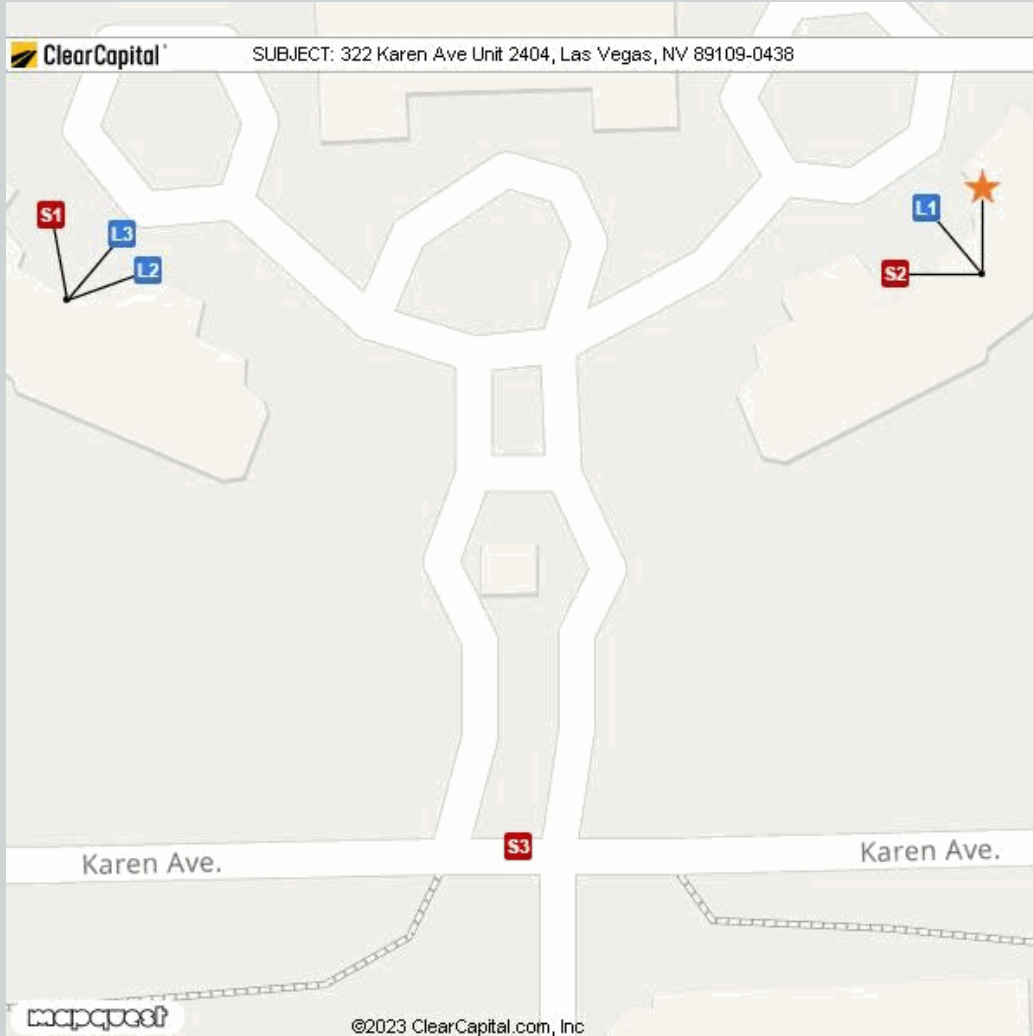 ClearCapital
SUBJECT: 322 Karen Ave Unit 2404, Las Vegas, NV 89109-0438
S1
L3
L2
L1
S2
S3
Karen Ave.
Karen Ave.
mapquest
©2023 ClearCapital.com, Inc